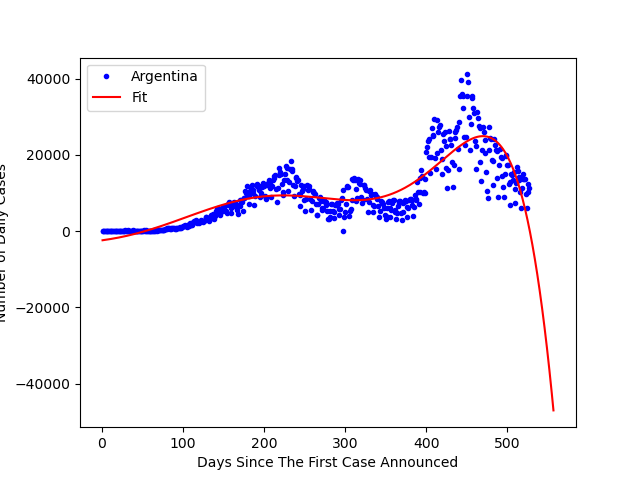 Argentina
Fit
40000
20000
0
−20000
−40000
Number of Daily Cases
0 100 200 300 400 500
Days Since The First Case Announced